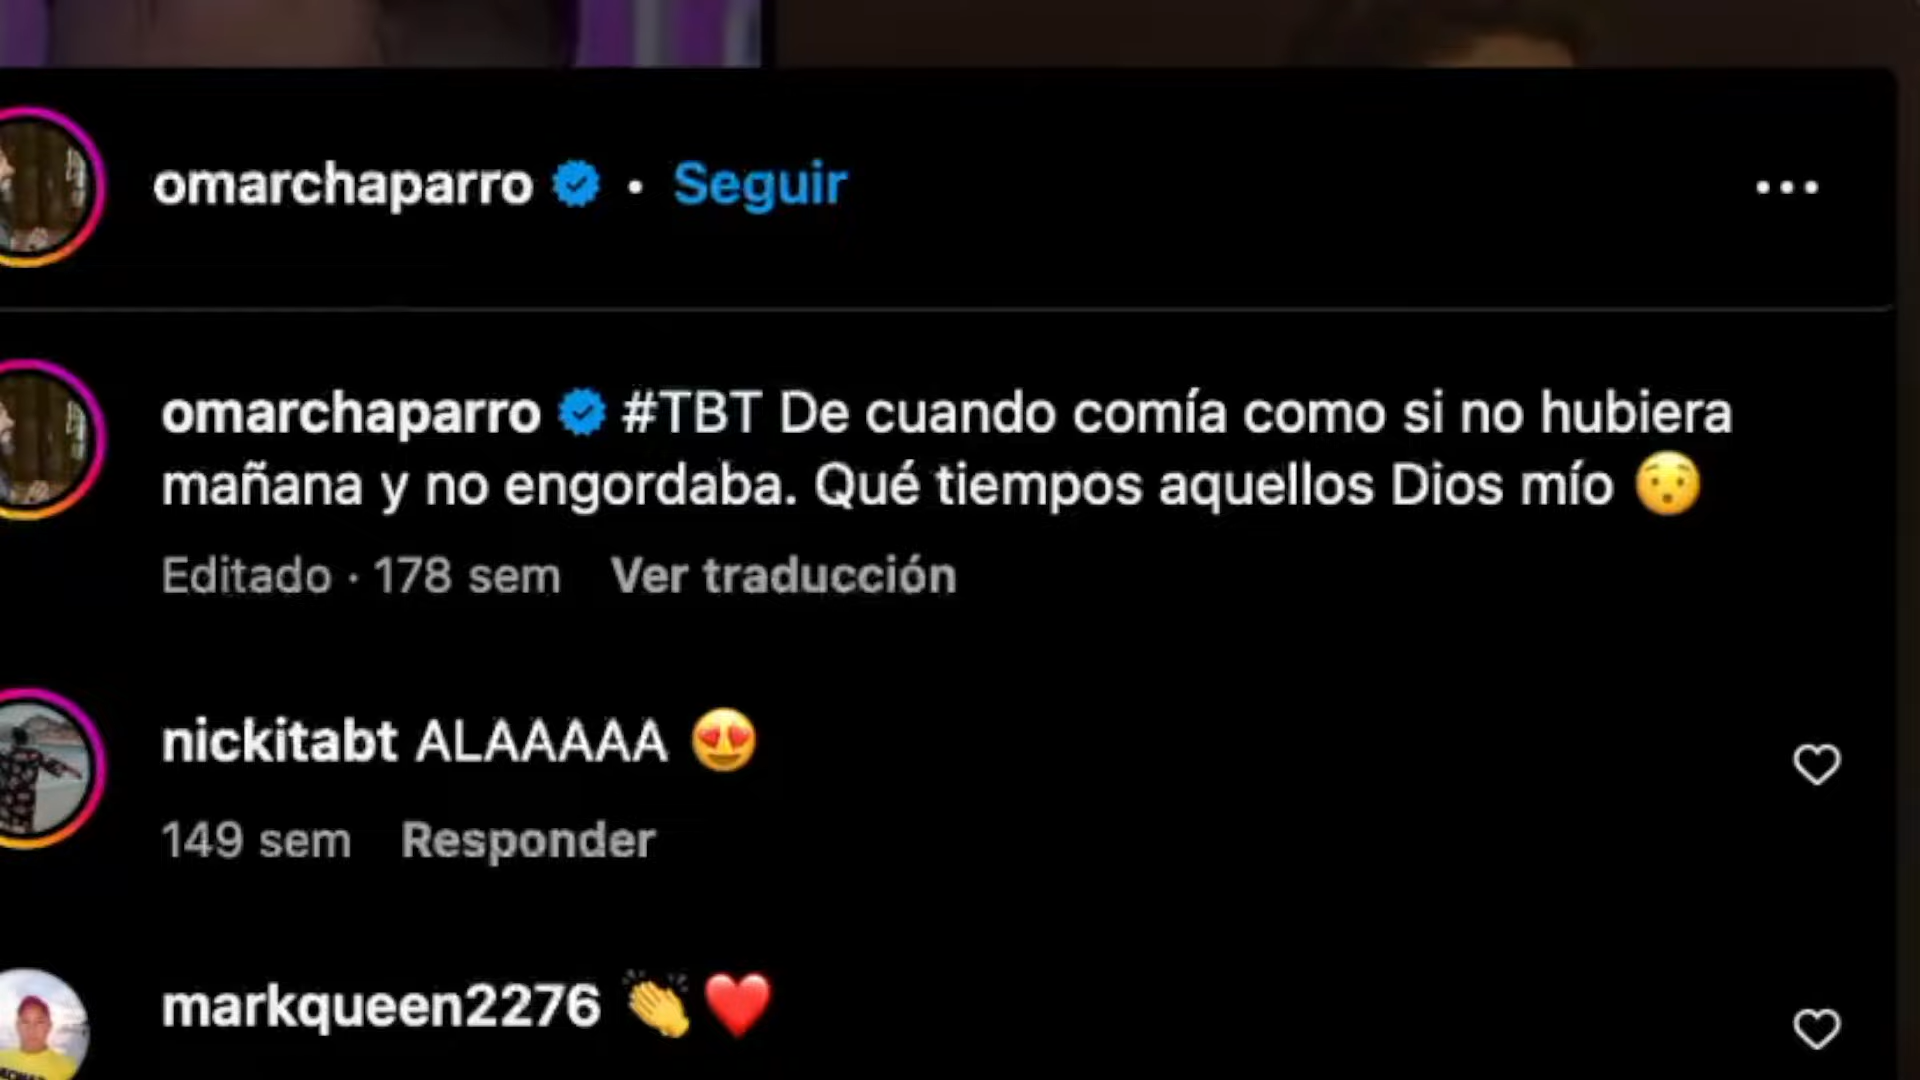 omarchaparro • Seguir
omarchaparro #TBT De cuando comía como si no hubiera
mañana y no engordaba. Qué tiempos aquellos Dios mío 😯
Editado · 178 sem Ver traducción
nickitabt ALAAAAA 😍
149 sem Responder
markqueen2276 👏❤️